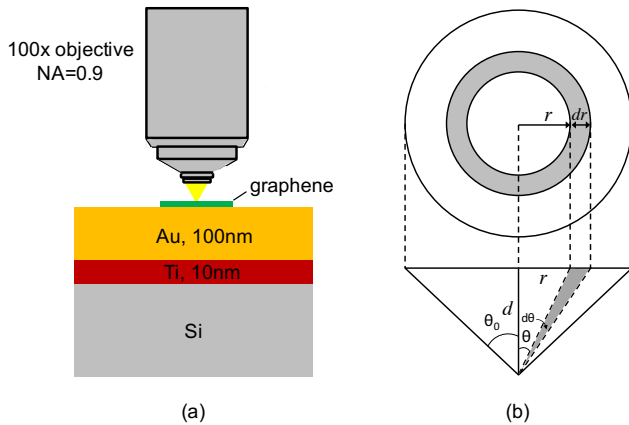 100x objective
NA=0.9
graphene
Au, 100nm
Ti, 10nm
Si
(a)
r
dr
r
d
dθ
θ₀
θ
(b)